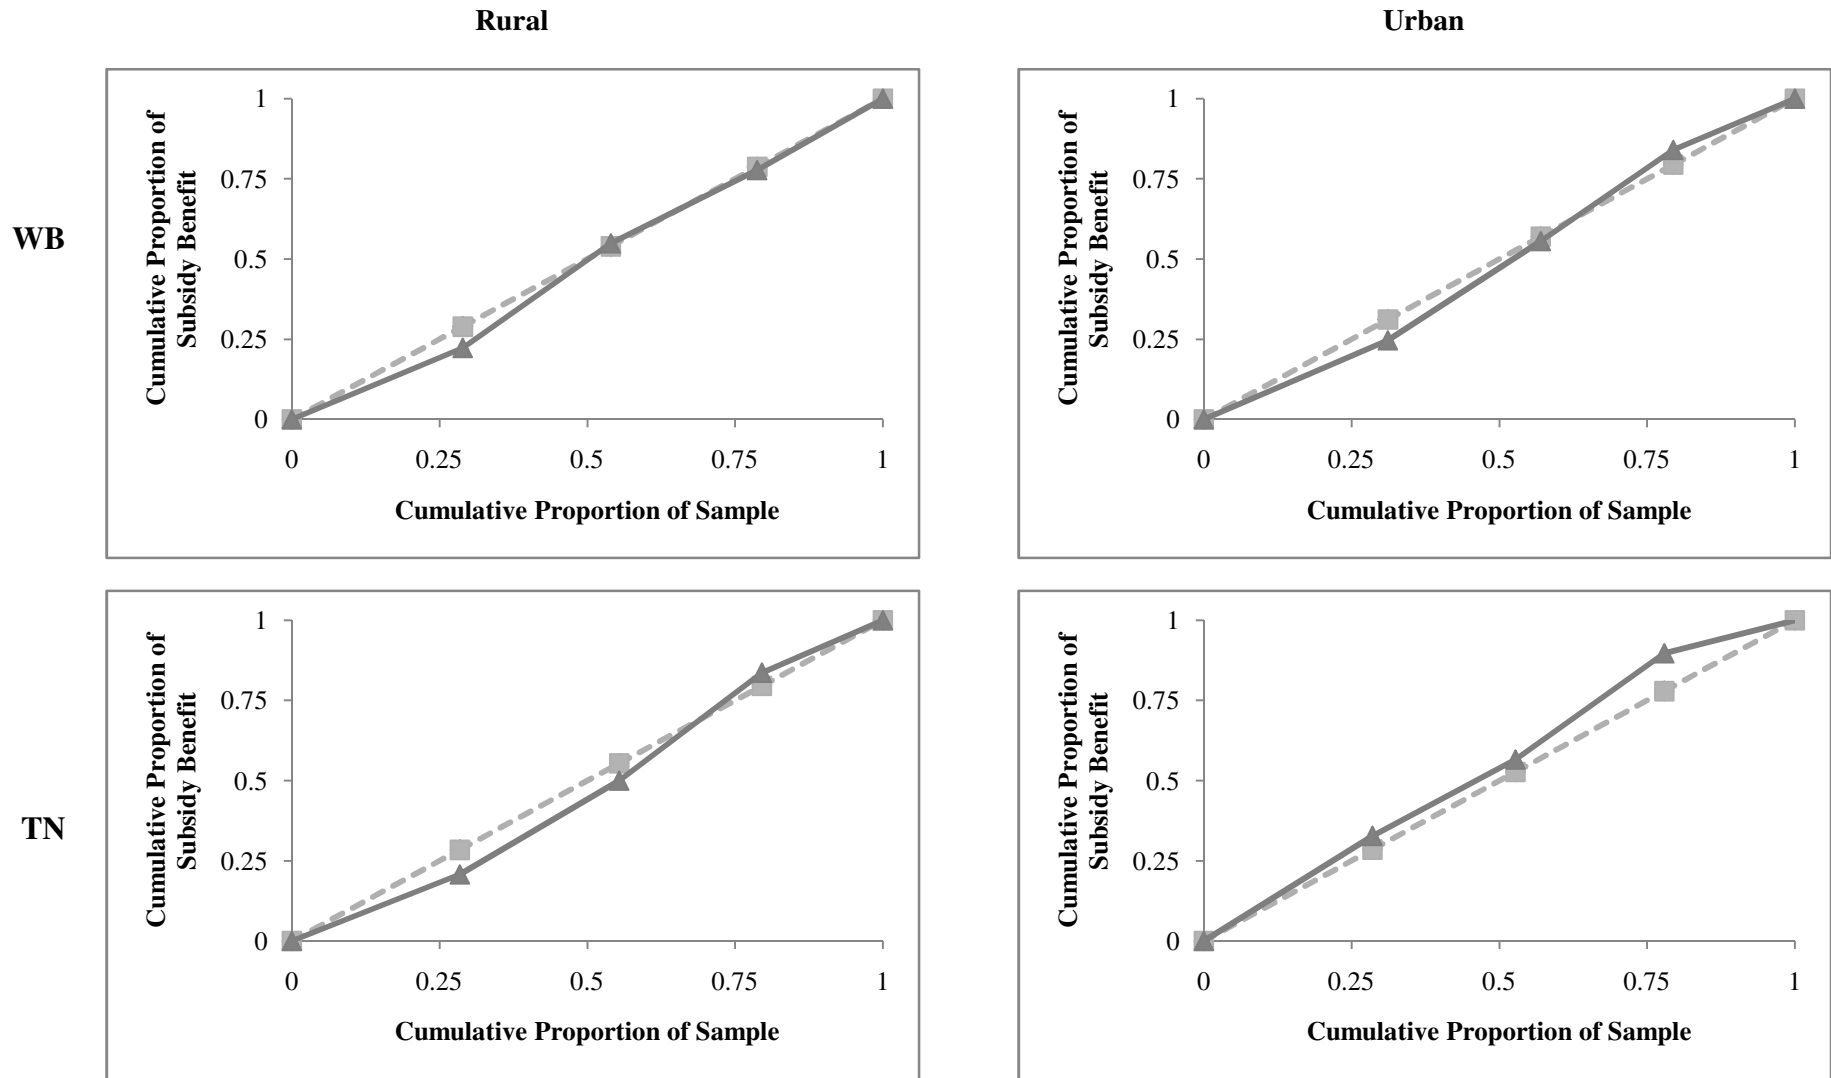 Rural
Urban
WB
Cumulative Proportion of
Subsidy Benefit
1
0.75
0.5
0.25
0
0 0.25 0.5 0.75 1
Cumulative Proportion of Sample
Cumulative Proportion of
Subsidy Benefit
1
0.75
0.5
0.25
0
0 0.25 0.5 0.75 1
Cumulative Proportion of Sample
TN
Cumulative Proportion of
Subsidy Benefit
1
0.75
0.5
0.25
0
0 0.25 0.5 0.75 1
Cumulative Proportion of Sample
Cumulative Proportion of
Subsidy Benefit
1
0.75
0.5
0.25
0
0 0.25 0.5 0.75 1
Cumulative Proportion of Sample